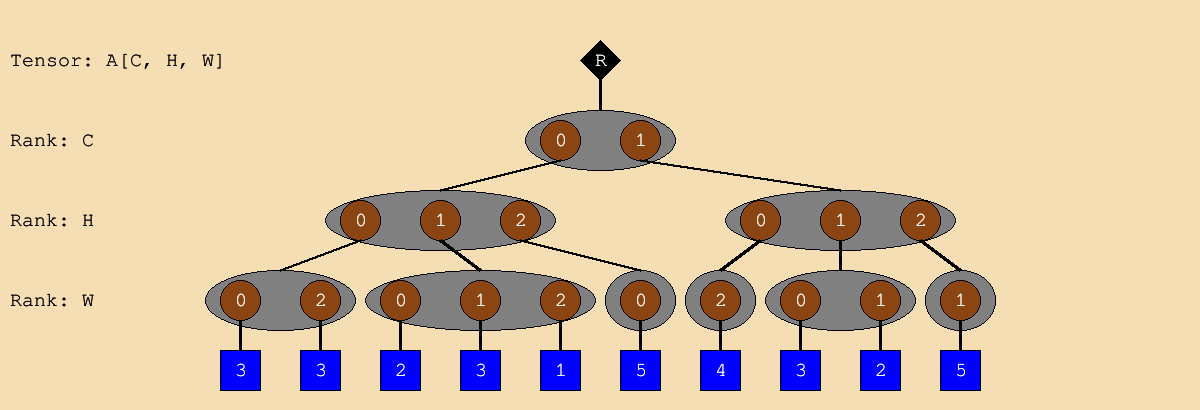 Tensor: A[C, H, W] R
Rank: C 0 1
Rank: H 0 1 2 0 1 2
Rank: W 0 2 0 1 2 0 2 0 1 1
3 3 2 3 1 5 4 3 2 5